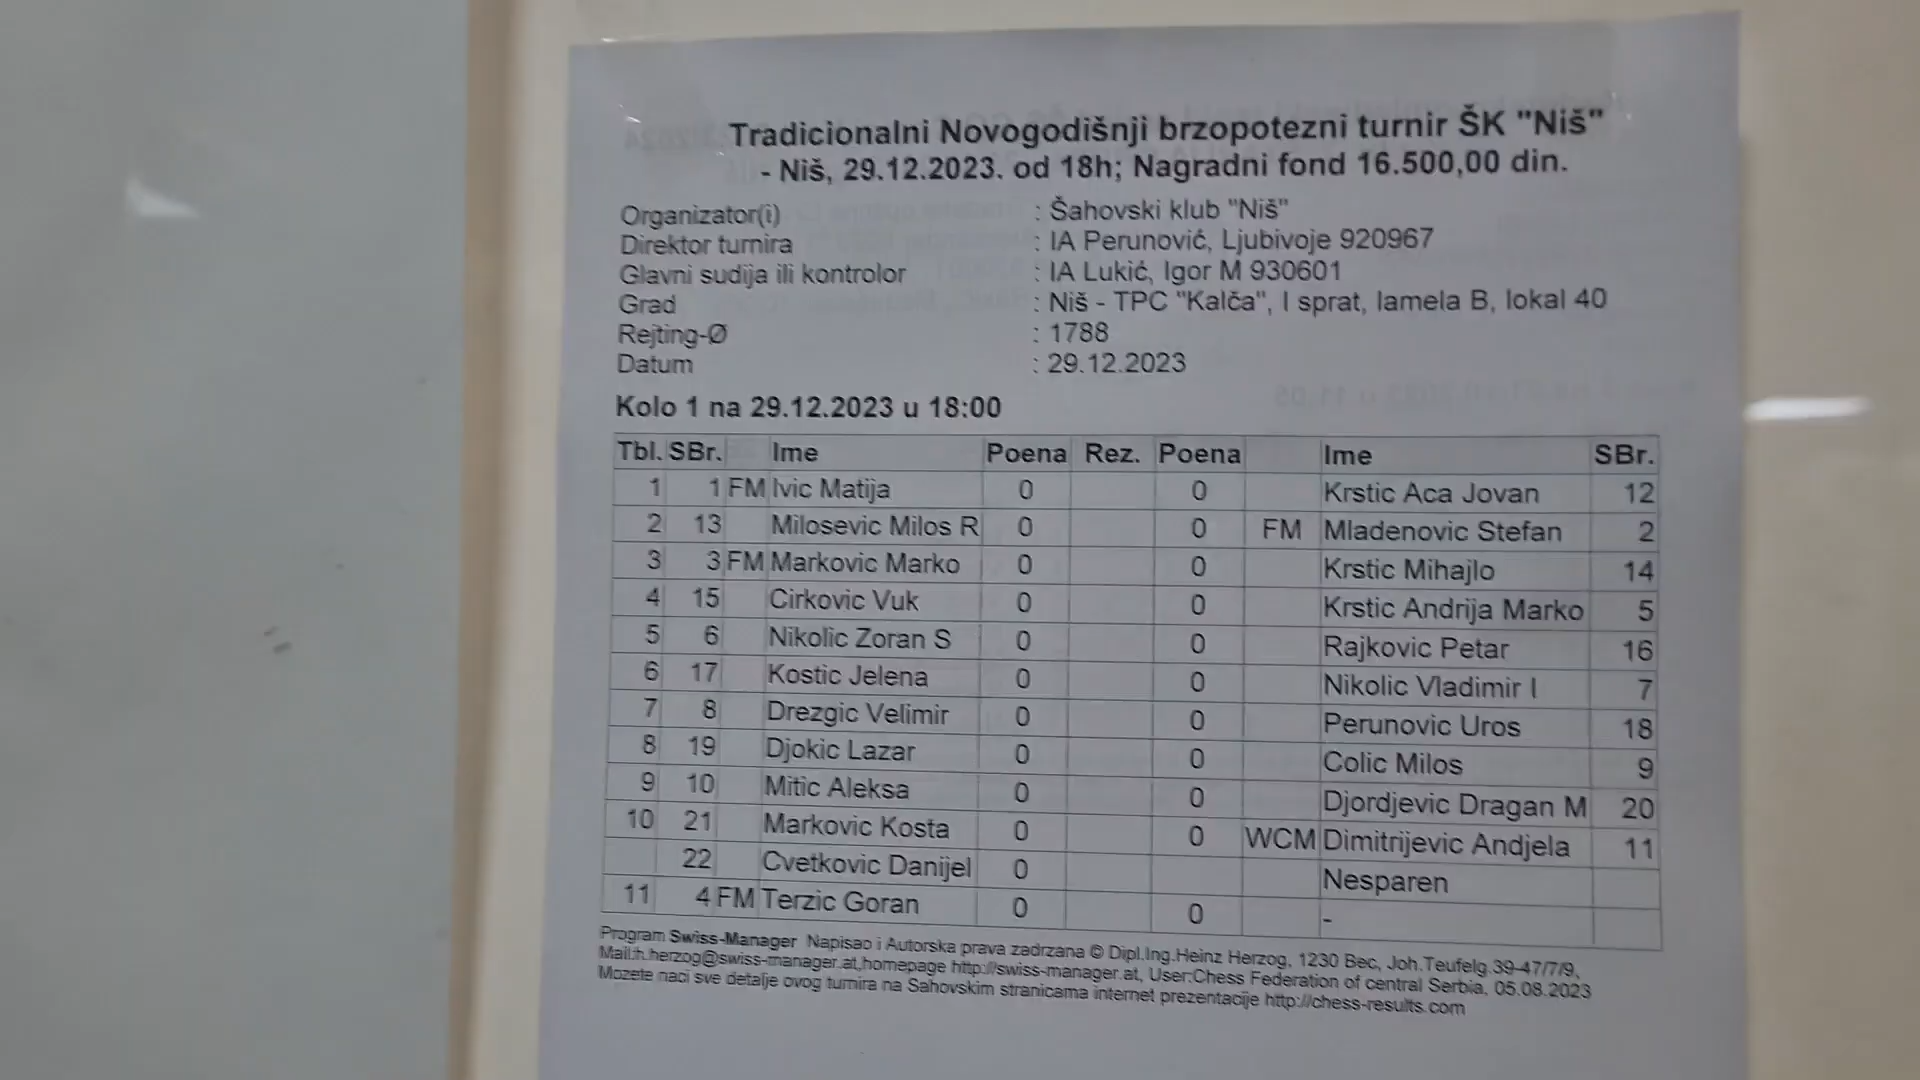 Tradicionalni Novogodišnji brzopotezni turnir ŠK "Niš"
- Niš, 29.12.2023. od 18h; Nagradni fond 16.500,00 din.
Organizator(i) : Šahovski klub "Niš"
Direktor turnira : IA Perunović, Ljubivoje 920967
Glavni sudija ili kontrolor : IA Lukić, Igor M 930601
Grad : Niš - TPC "Kalča", I sprat, lamela B, lokal 40
Rejting-Ø : 1788
Datum : 29.12.2023
Kolo 1 na 29.12.2023 u 18:00
Tbl. SBr. Ime Poena Rez. Poena Ime SBr.
1 1 FM Ivic Matija 0 0 Krstic Aca Jovan 12
2 13 Milosevic Milos R 0 0 FM Mladenovic Stefan 2
3 3 FM Markovic Marko 0 0 Krstic Mihajlo 14
4 15 Cirkovic Vuk 0 0 Krstic Andrija Marko 5
5 6 Nikolic Zoran S 0 0 Rajkovic Petar 16
6 17 Kostic Jelena 0 0 Nikolic Vladimir I 7
7 8 Drezgic Velimir 0 0 Perunovic Uros 18
8 19 Djokic Lazar 0 0 Colic Milos 9
9 10 Mitic Aleksa 0 0 Djordjevic Dragan M 20
10 21 Markovic Kosta 0 0 WCM Dimitrijevic Andjela 11
22 Cvetkovic Danijel 0 Nesparen
11 4 FM Terzic Goran 0 0 -
Program Swiss-Manager Napisao i Autorska prava zadrzana © Dipl.Ing.Heinz Herzog, 1230 Bec, Joh.Teufelg.39-47/7/9,
Mail:h.herzog@swiss-manager.at,homepage http://swiss-manager.at, User:Chess Federation of central Serbia, 05.08.2023
Mozete naci sve detalje ovog turnira na Sahovskim stranicama internet prezentacije http://chess-results.com